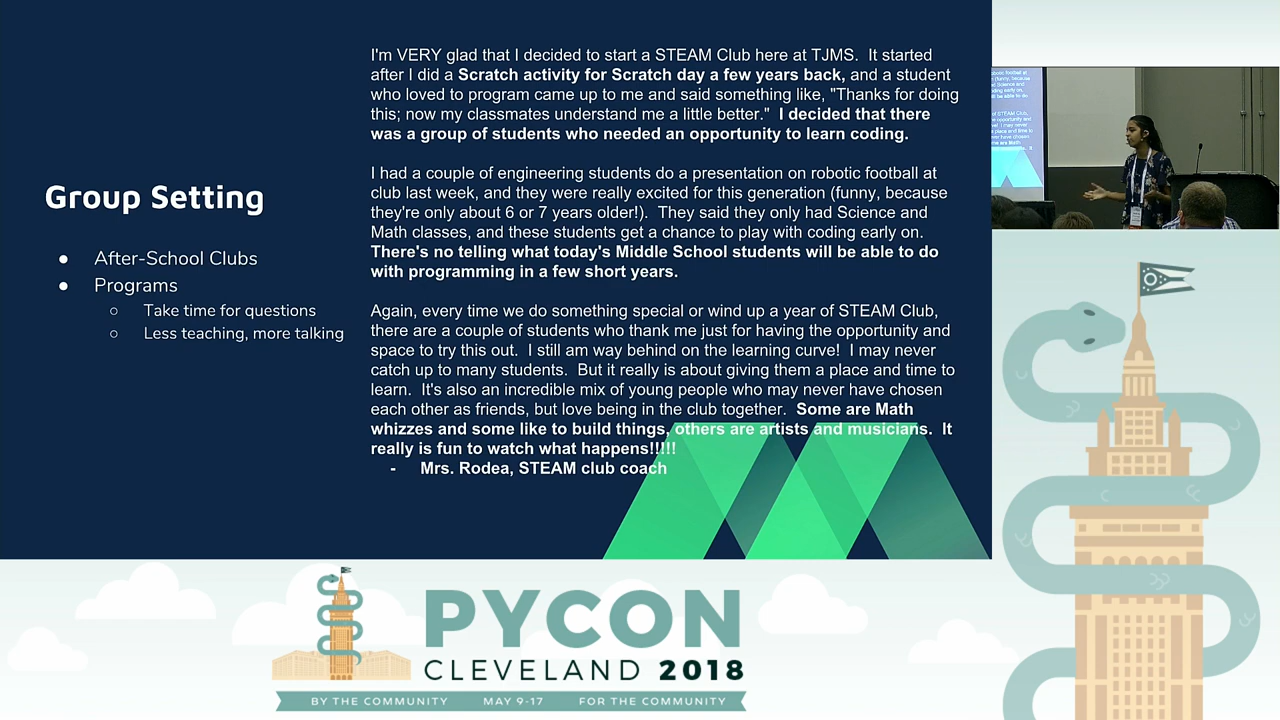 Group Setting
● After-School Clubs
● Programs
○ Take time for questions
○ Less teaching, more talking
I'm VERY glad that I decided to start a STEAM Club here at TJMS. It started
after I did a Scratch activity for Scratch day a few years back, and a student
who loved to program came up to me and said something like, "Thanks for doing
this; now my classmates understand me a little better." I decided that there
was a group of students who needed an opportunity to learn coding.
I had a couple of engineering students do a presentation on robotic football at
club last week, and they were really excited for this generation (funny, because
they're only about 6 or 7 years older!). They said they only had Science and
Math classes, and these students get a chance to play with coding early on.
There's no telling what today's Middle School students will be able to do
with programming in a few short years.
Again, every time we do something special or wind up a year of STEAM Club,
there are a couple of students who thank me just for having the opportunity and
space to try this out. I still am way behind on the learning curve! I may never
catch up to many students. But it really is about giving them a place and time to
learn. It's also an incredible mix of young people who may never have chosen
each other as friends, but love being in the club together. Some are Math
whizzes and some like to build things, others are artists and musicians. It
really is fun to watch what happens!!!!!
- Mrs. Rodea, STEAM club coach
PYCON
CLEVELAND 2018
BY THE COMMUNITY MAY 9-17 FOR THE COMMUNITY